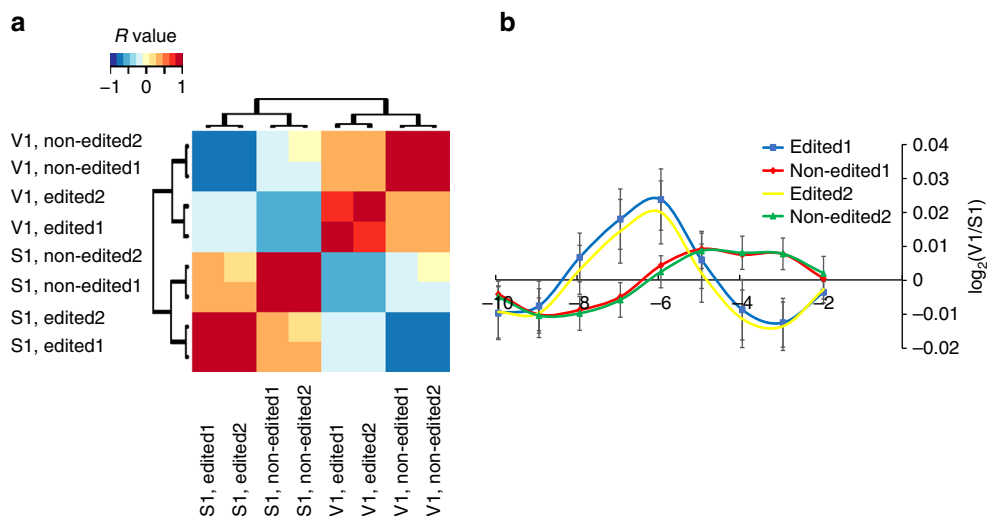 a
R value
−1 0 1
V1, non-edited2
V1, non-edited1
V1, edited2
V1, edited1
S1, non-edited2
S1, non-edited1
S1, edited2
S1, edited1
S1, edited1
S1, edited2
S1, non-edited1
S1, non-edited2
V1, edited1
V1, edited2
V1, non-edited1
V1, non-edited2
b
Edited1
Non-edited1
Edited2
Non-edited2
0.04
0.03
0.02
0.01
0
−0.01
−0.02
log2(V1/S1)
−10 −8 −6 −4 −2